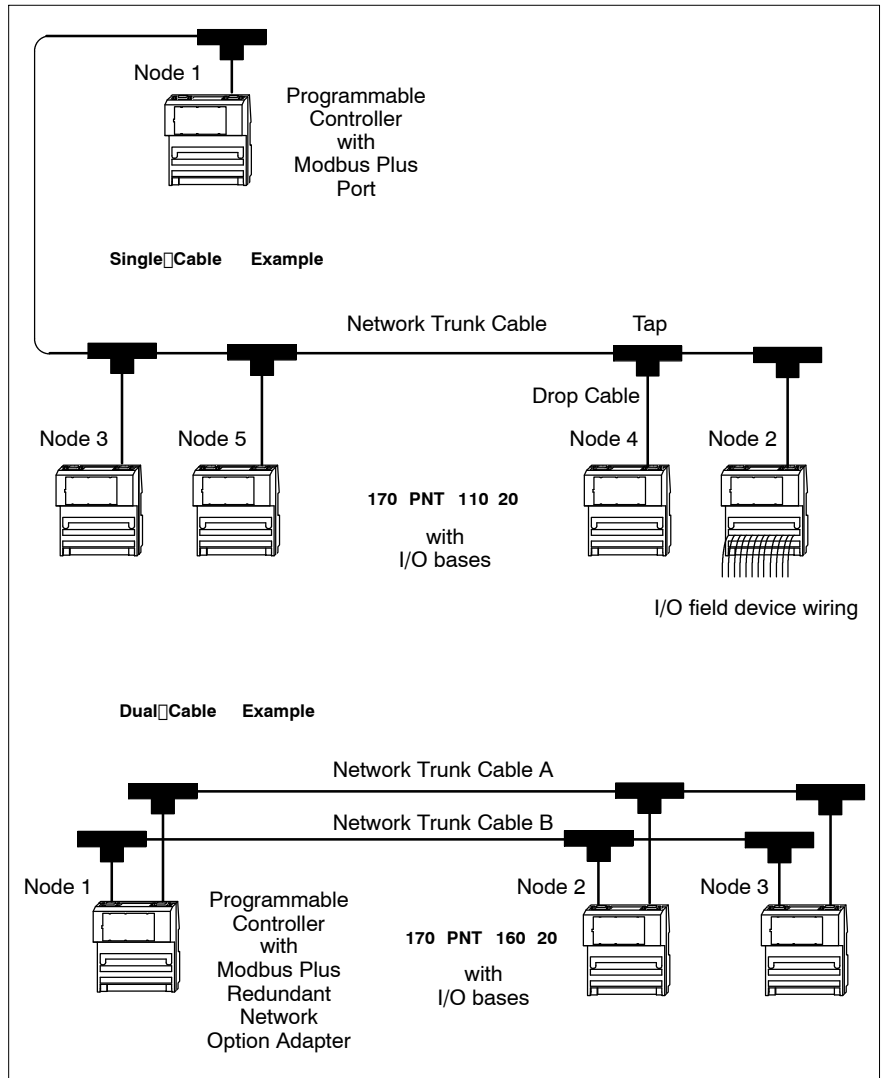 Node 1
Programmable
Controller
with
Modbus Plus
Port
Single▯Cable Example
Network Trunk Cable
Tap
Drop Cable
Node 3
Node 5
Node 4
Node 2
170 PNT 110 20
with
I/O bases
I/O field device wiring
Dual▯Cable Example
Network Trunk Cable A
Network Trunk Cable B
Node 1
Node 2
Node 3
Programmable
Controller
with
Modbus Plus
Redundant
Network
Option Adapter
170 PNT 160 20
with
I/O bases